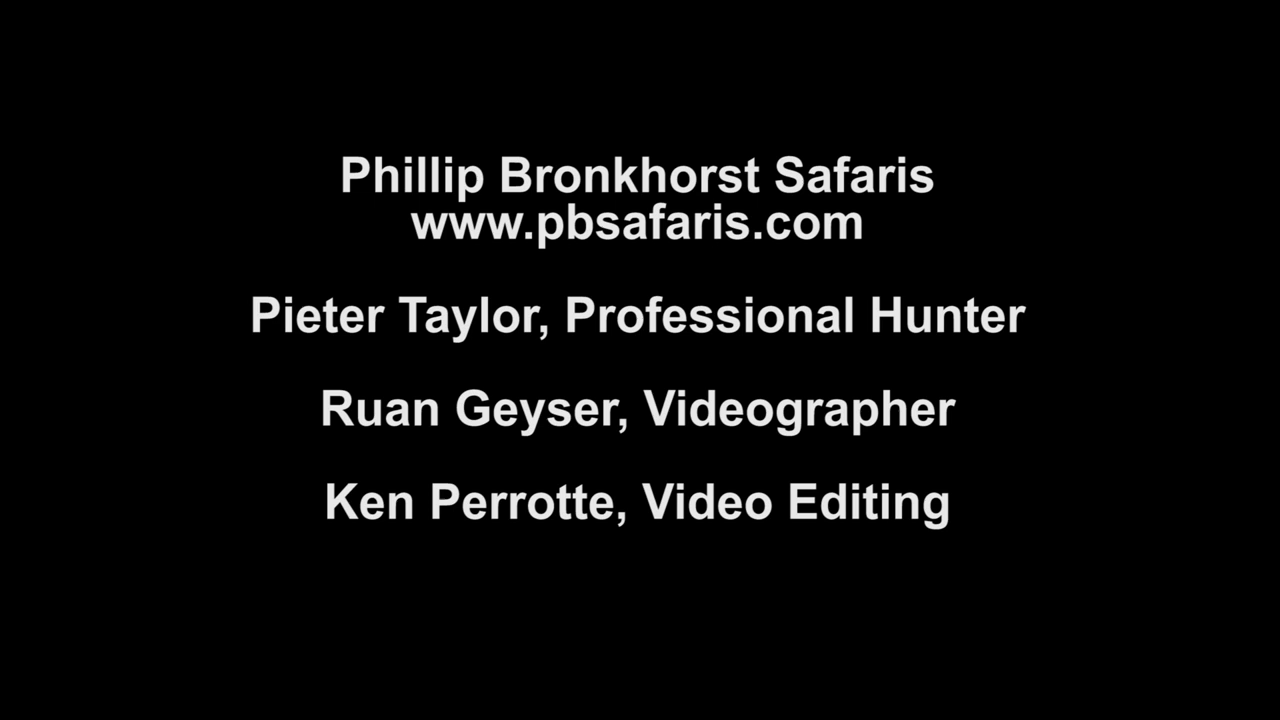 Phillip Bronkhorst Safaris
www.pbsafaris.com
Pieter Taylor, Professional Hunter
Ruan Geyser, Videographer
Ken Perrotte, Video Editing